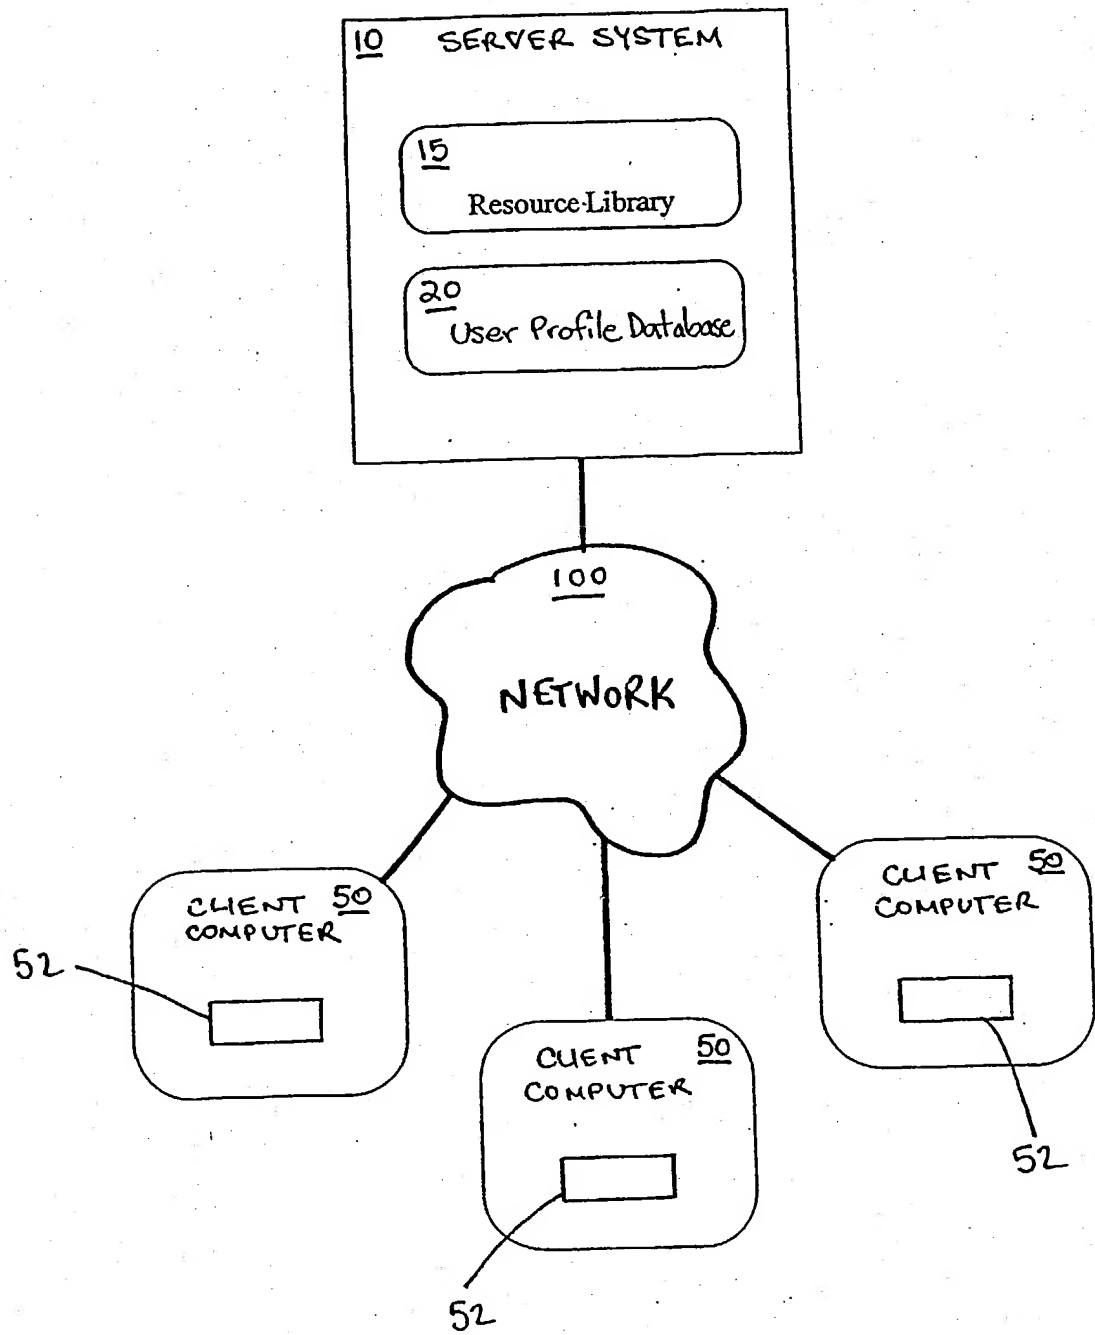 10 SERVER SYSTEM
15
Resource Library
20
User Profile Database
100
NETWORK
CLIENT 50
COMPUTER
52
CLIENT 50
COMPUTER
52
CLIENT 50
COMPUTER
52